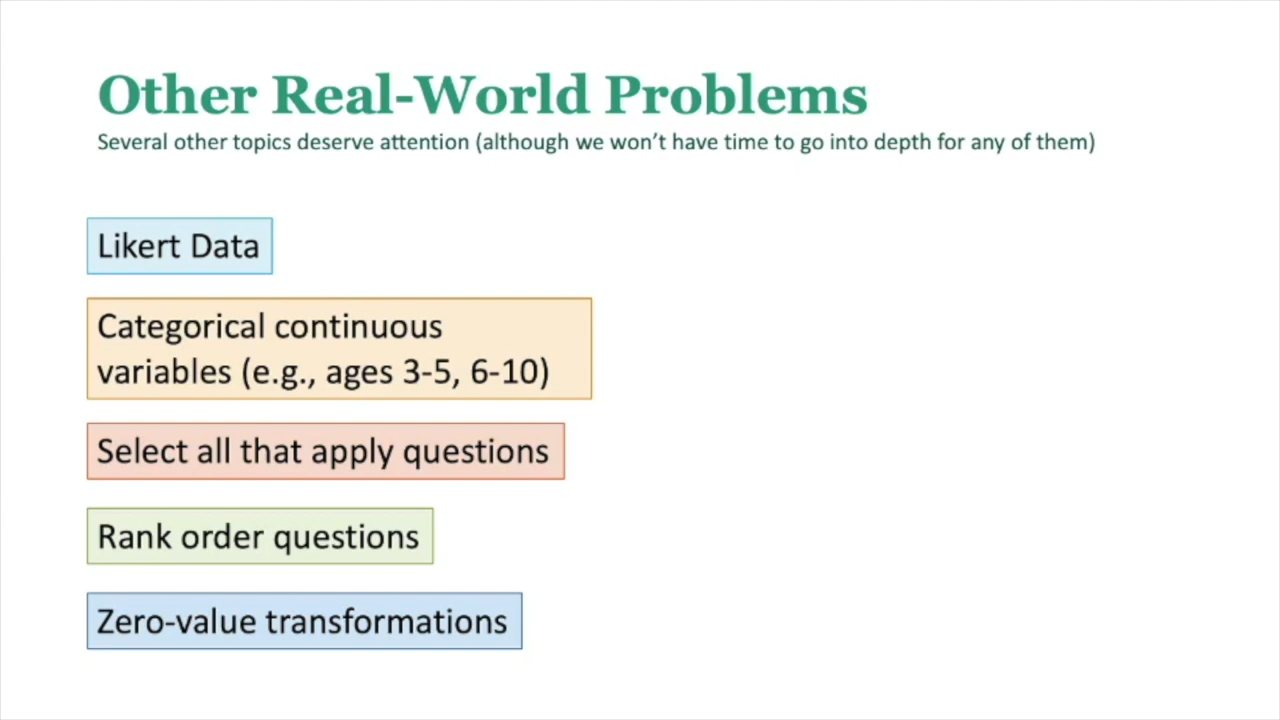 Other Real-World Problems
Several other topics deserve attention (although we won’t have time to go into depth for any of them)
Likert Data
Categorical continuous
variables (e.g., ages 3-5, 6-10)
Select all that apply questions
Rank order questions
Zero-value transformations